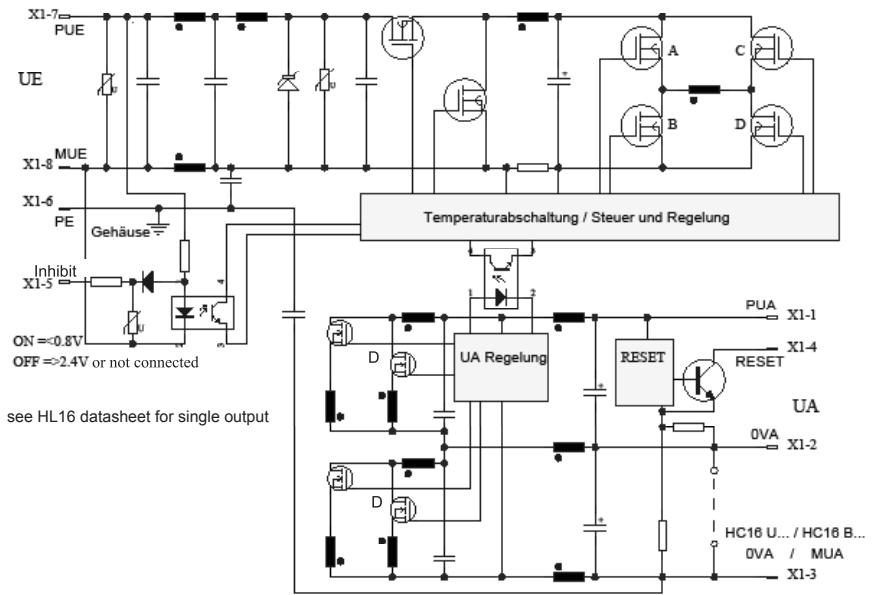 X1-7
PUE
UE
A
C
B
D
U
U
MUE
X1-8
X1-6
PE
Gehäuse
Temperaturabschaltung / Steuer und Regelung
Inhibit
X1-5
4
3
1
2
4
3
U
ON =<0.8V
OFF =>2.4V or not connected
see HL16 datasheet for single output
D
UA Regelung
PUA
X1-1
X1-4
RESET
RESET
UA
0VA
X1-2
D
HC16 U... / HC16 B...
0VA / MUA
X1-3